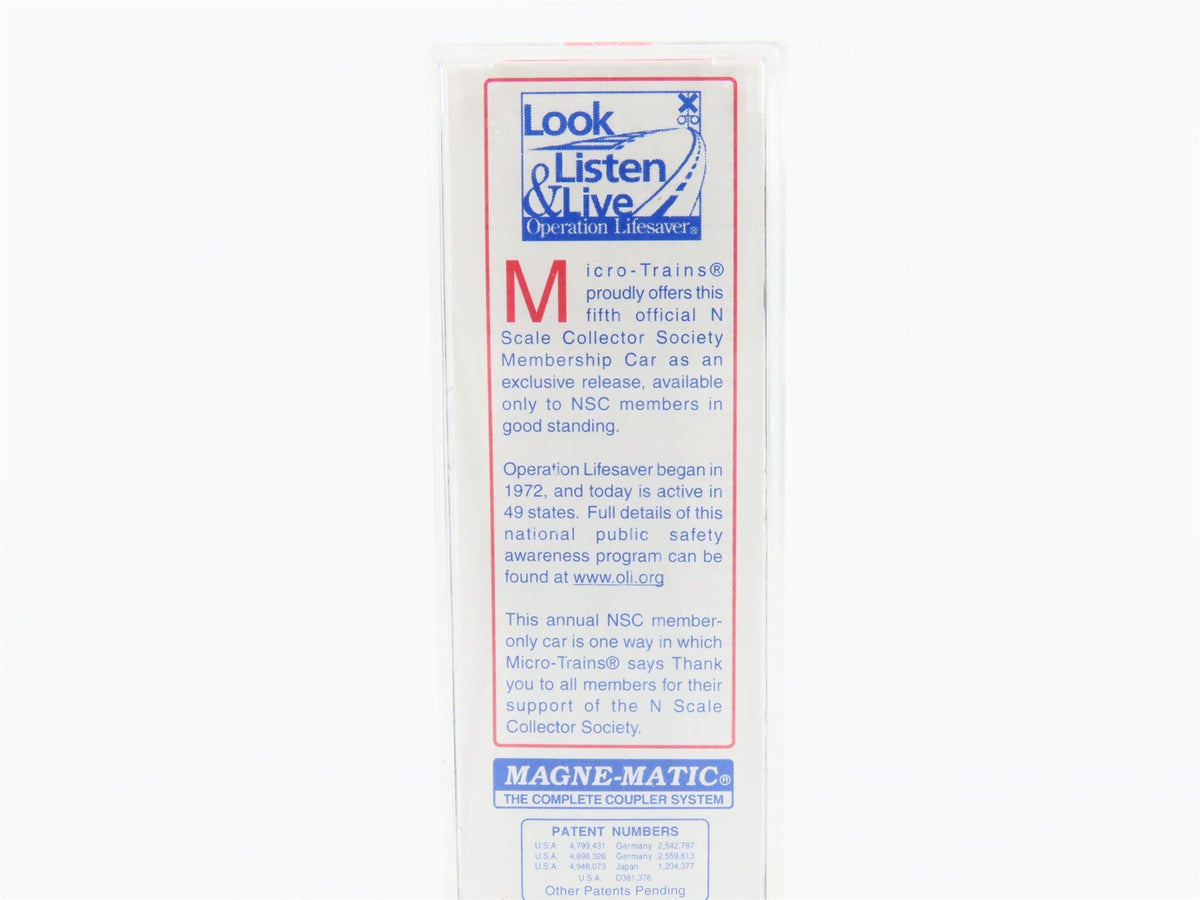 Look
Listen
& Live
Operation Lifesaver®
Micro-Trains®
proudly offers this
fifth official N
Scale Collector Society
Membership Car as an
exclusive release, available
only to NSC members in
good standing.
Operation Lifesaver began in
1972, and today is active in
49 states. Full details of this
national public safety
awareness program can be
found at www.oli.org
This annual NSC member-
only car is one way in which
Micro-Trains® says Thank
you to all members for their
support of the N Scale
Collector Society.
MAGNE-MATIC®
THE COMPLETE COUPLER SYSTEM
PATENT NUMBERS
U.S.A. 4,799,431 Germany 2,542,787
U.S.A. 4,898,326 Germany 2,559,813
U.S.A. 4,948,073 Japan 1,204,377
U.S.A. D381,376
Other Patents Pending